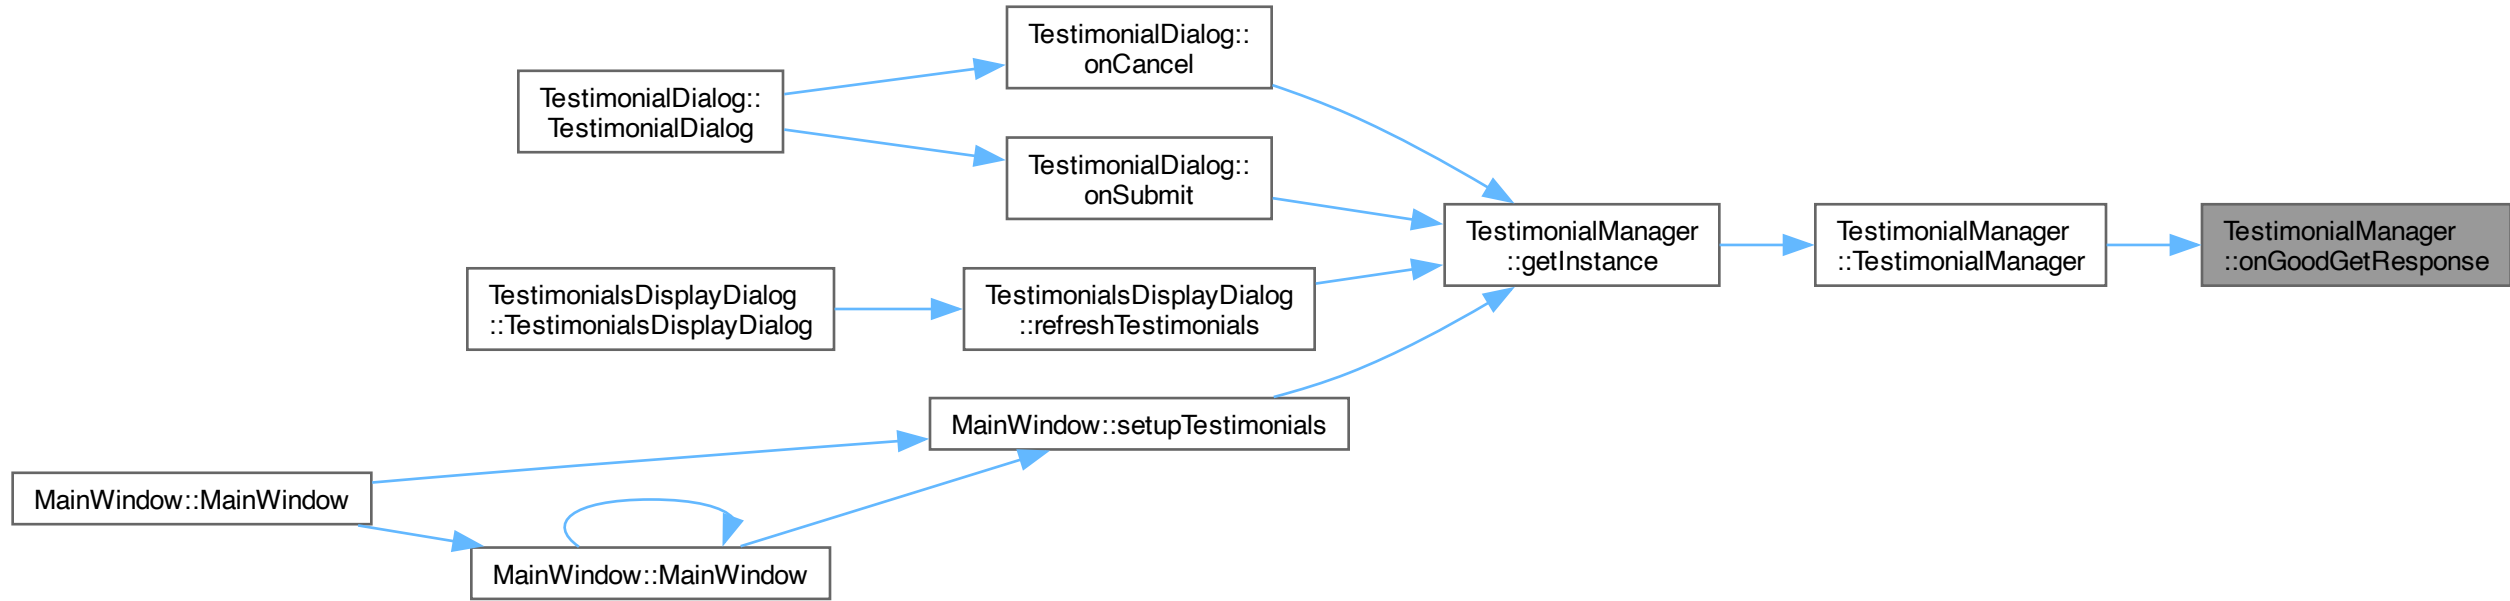 TestimonialDialog::
onCancel
TestimonialDialog::
TestimonialDialog
TestimonialDialog::
onSubmit
TestimonialManager
::getInstance
TestimonialManager
::TestimonialManager
TestimonialManager
::onGoodGetResponse
TestimonialsDisplayDialog
::TestimonialsDisplayDialog
TestimonialsDisplayDialog
::refreshTestimonials
MainWindow::setupTestimonials
MainWindow::MainWindow
MainWindow::MainWindow